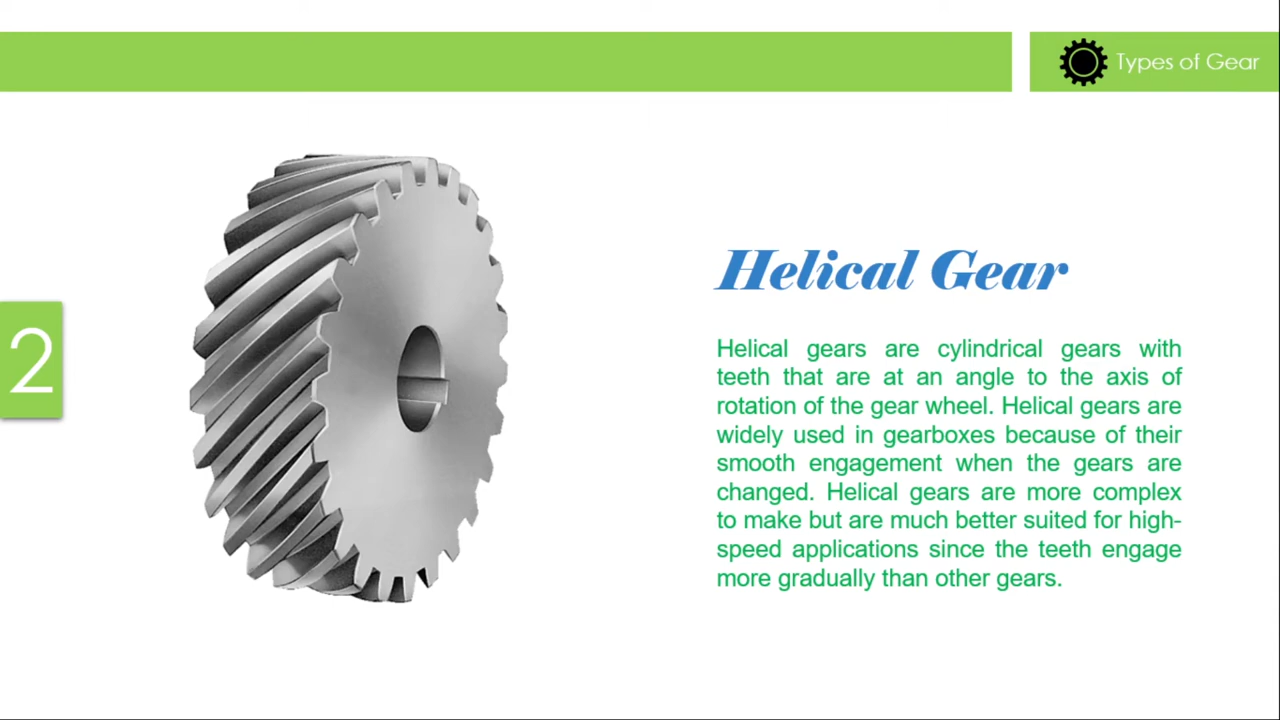 Types of Gear
2
Helical Gear
Helical gears are cylindrical gears with
teeth that are at an angle to the axis of
rotation of the gear wheel. Helical gears are
widely used in gearboxes because of their
smooth engagement when the gears are
changed. Helical gears are more complex
to make but are much better suited for high-
speed applications since the teeth engage
more gradually than other gears.